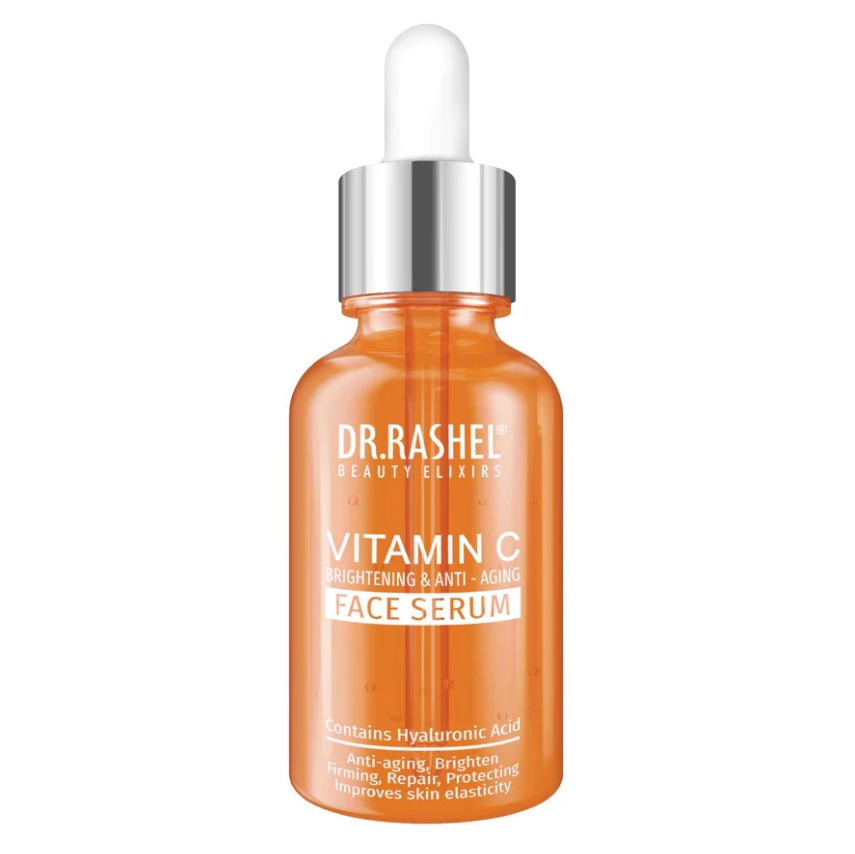 DR.RASHEL®
BEAUTY ELIXIRS
VITAMIN C
BRIGHTENING & ANTI - AGING
FACE SERUM
Contains Hyaluronic Acid
Anti-aging, Brighten
Firming, Repair, Protecting
Improves skin elasticity